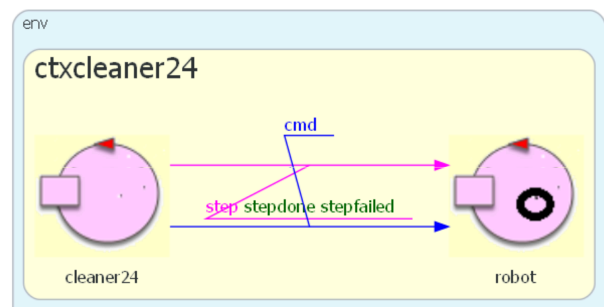 env
ctxcleaner24
cmd
step stepdone stepfailed
cleaner24
robot